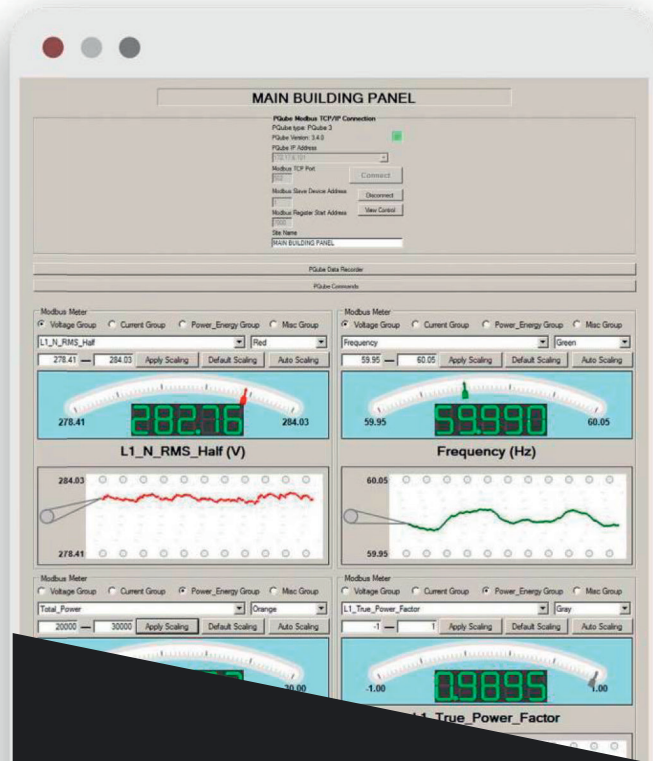 MAIN BUILDING PANEL
PQube Modbus TCP/IP Connection
PQube type: PQube 3
PQube Version: 3.4.0
PQube IP Address
Modbus TCP Port
Connect
Modbus Slave Device Address
Disconnect
Modbus Register Start Address
View Control
Site Name
MAIN BUILDING PANEL
PQube Data Recorder
PQube Commands
Modbus Meter
Voltage Group Current Group Power_Energy Group Misc Group
L1_N_RMS_Half Red
278.41 — 284.03 Apply Scaling Default Scaling Auto Scaling
282.76
278.41 284.03
L1_N_RMS_Half (V)
284.03
278.41
Modbus Meter
Voltage Group Current Group Power_Energy Group Misc Group
Frequency Green
59.95 — 60.05 Apply Scaling Default Scaling Auto Scaling
59.990
59.95 60.05
Frequency (Hz)
60.05
59.95
Modbus Meter
Voltage Group Current Group Power_Energy Group Misc Group
Total_Power Orange
20000 — 30000 Apply Scaling Default Scaling Auto Scaling
Modbus Meter
Voltage Group Current Group Power_Energy Group Misc Group
L1_True_Power_Factor Gray
-1 — 1 Apply Scaling Default Scaling Auto Scaling
0.9895
-1.00 1.00
L1_True_Power_Factor